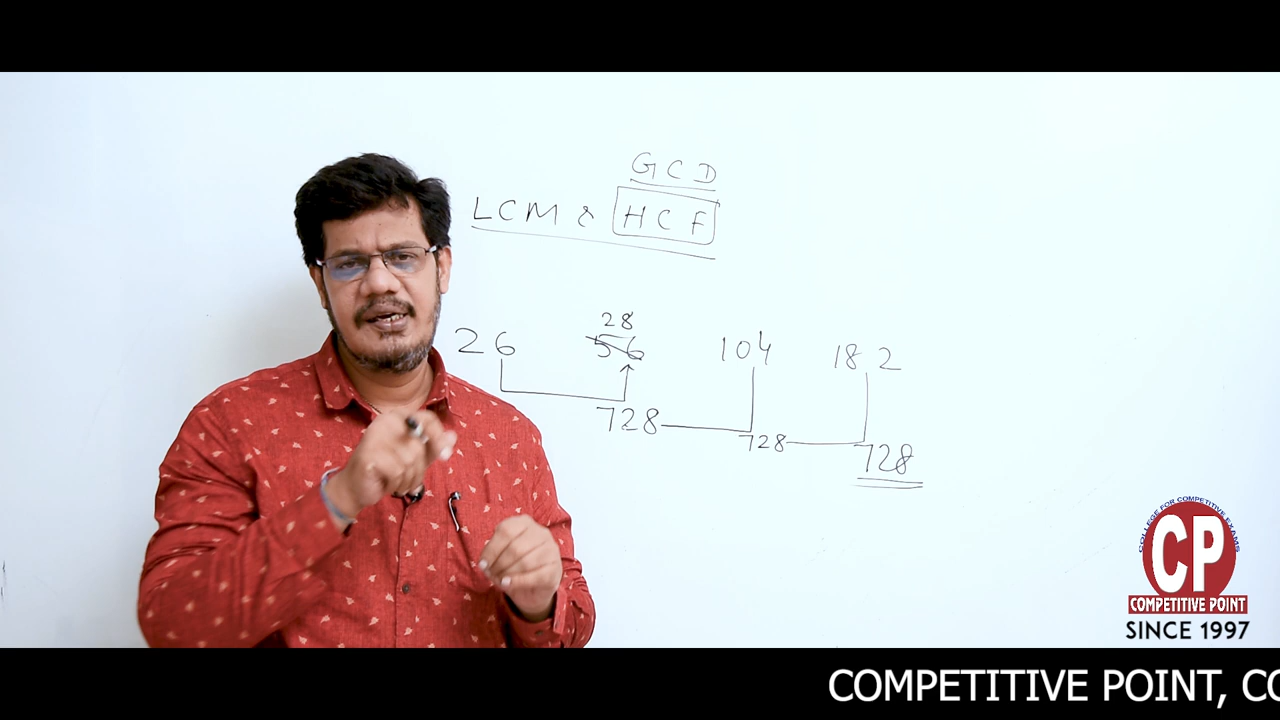 GCD
LCM & HCF
28
26 56 104 182
728 728 728
COLLEGE FOR COMPETITIVE EXAMS
CP
COMPETITIVE POINT
SINCE 1997
COMPETITIVE POINT, CO